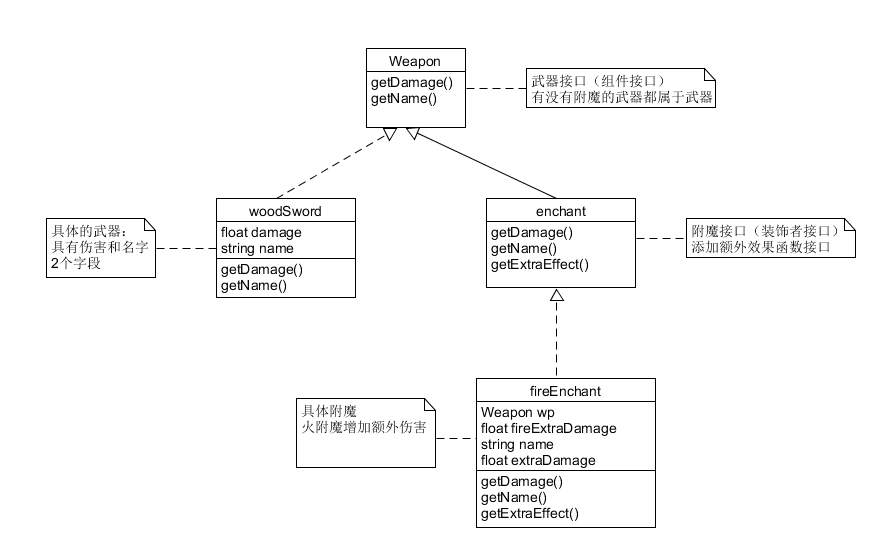 Weapon
getDamage()
getName()
武器接口（组件接口）
有没有附魔的武器都属于武器
woodSword
float damage
string name
getDamage()
getName()
具体的武器：
具有伤害和名字
2个字段
enchant
getDamage()
getName()
getExtraEffect()
附魔接口（装饰者接口）
添加额外效果函数接口
fireEnchant
Weapon wp
float fireExtraDamage
string name
float extraDamage
getDamage()
getName()
getExtraEffect()
具体附魔
火附魔增加额外伤害